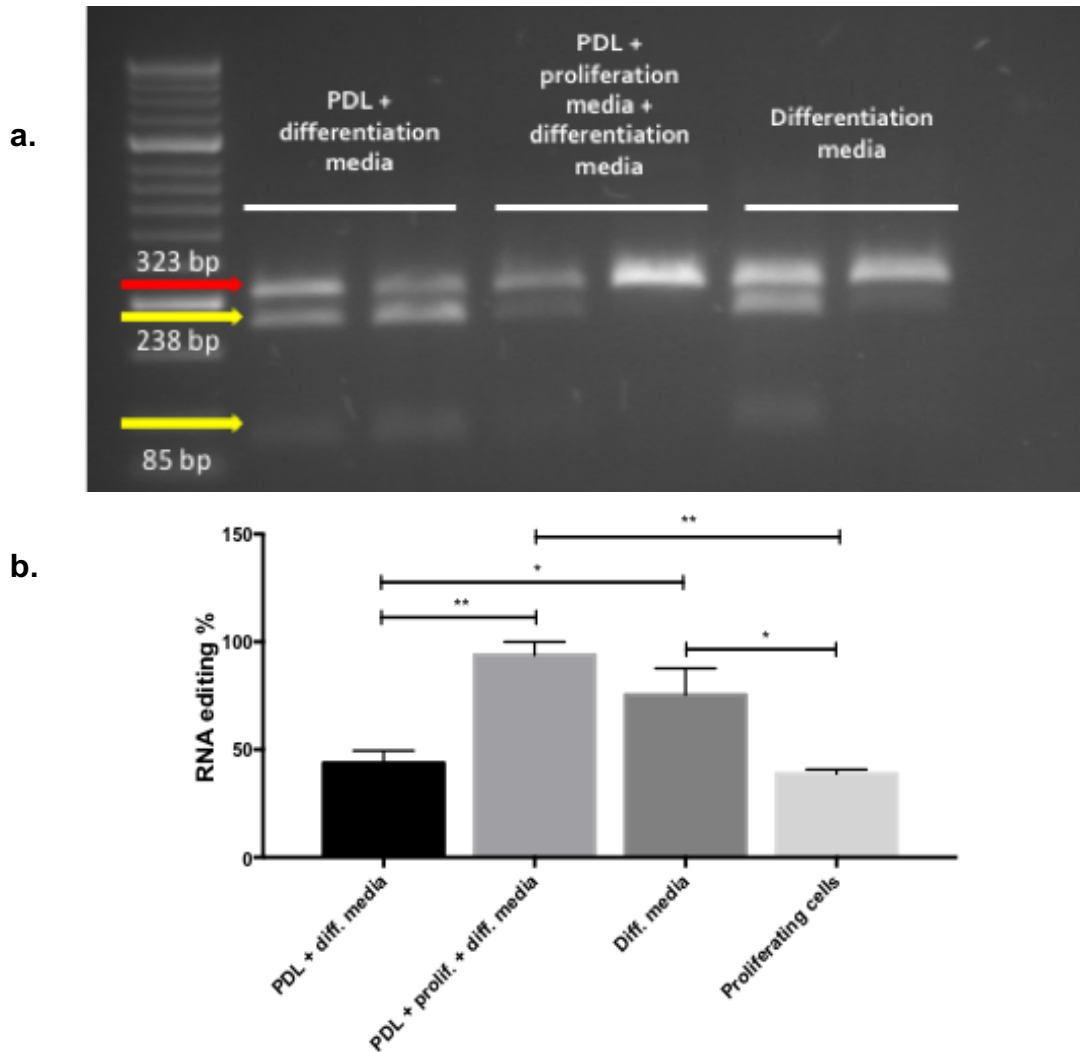 a.
PDL +
differentiation
media
PDL +
proliferation
media +
differentiation
media
Differentiation
media
323 bp
238 bp
85 bp
b.
RNA editing %
150
100
50
0
**
*
**
*
PDL + diff. media
PDL + prolif. + diff. media
Diff. media
Proliferating cells